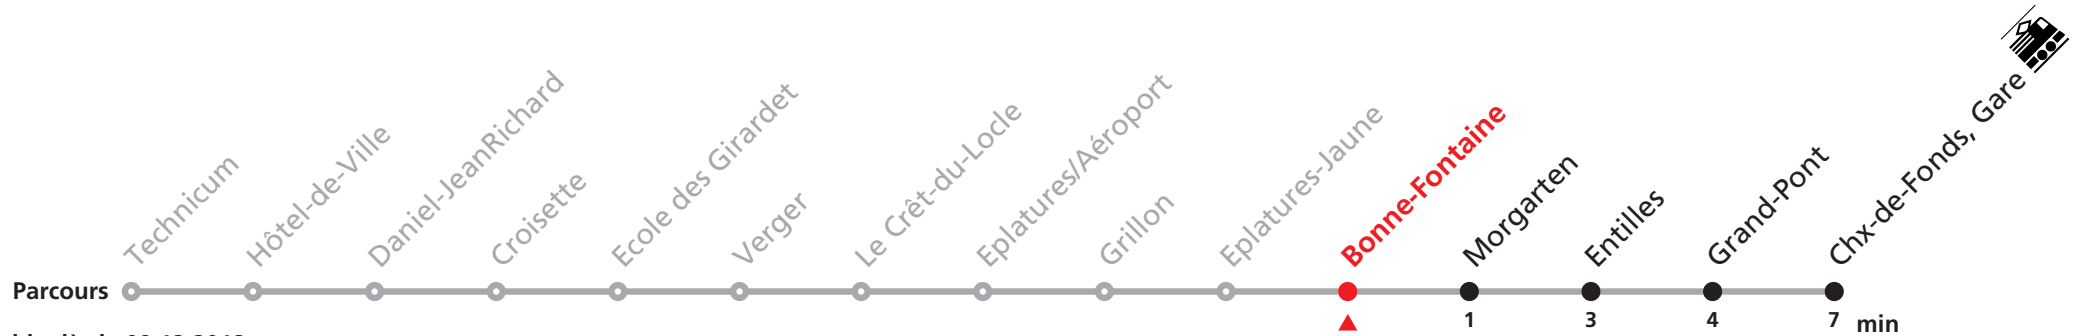 Technicum
Hôtel-de-Ville
Daniel-JeanRichard
Croisette
Ecole des Girardet
Verger
Le Crêt-du-Locle
Eplatures/Aéroport
Grillon
Eplatures-Jaune
Bonne-Fontaine
Morgarten
Entilles
Grand-Pont
Chx-de-Fonds, Gare
Parcours
1 3 4 7 min